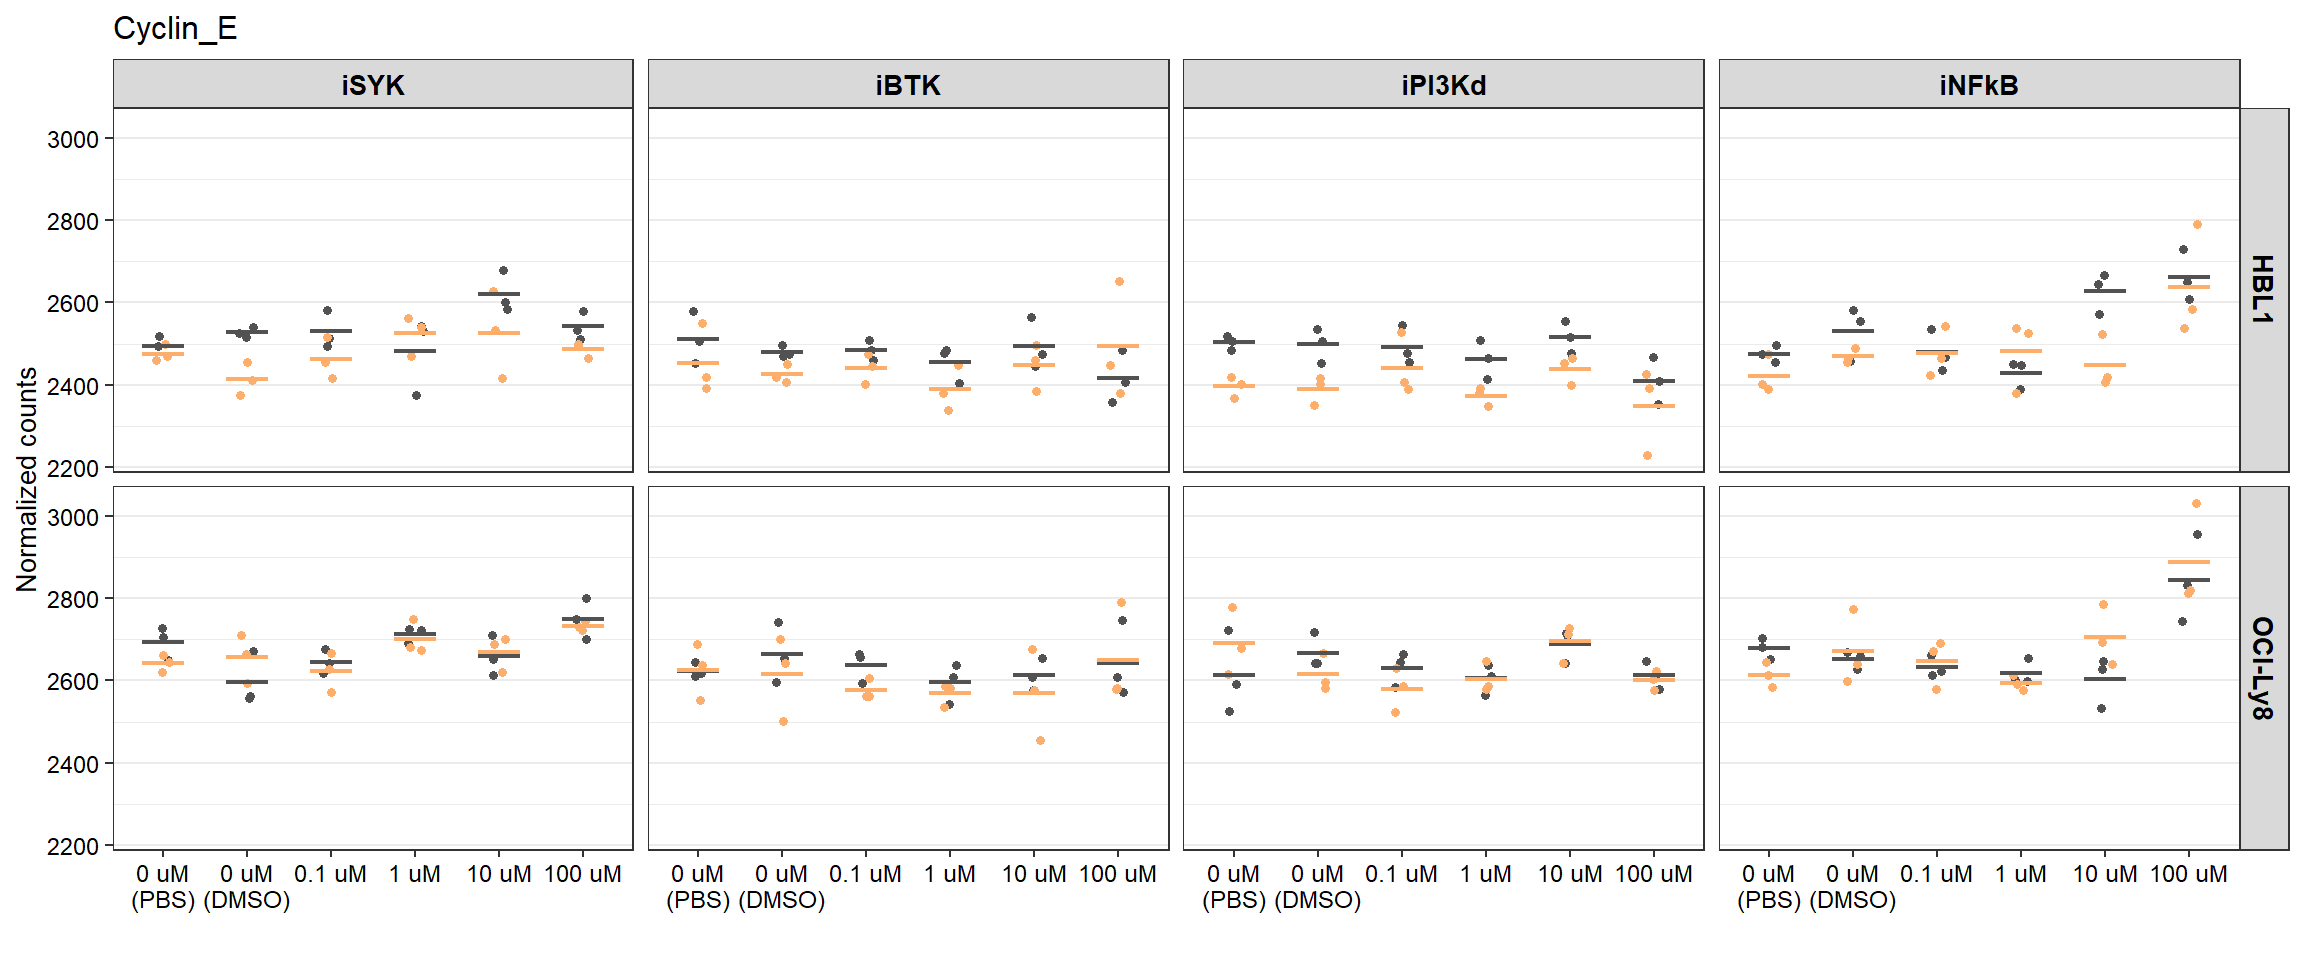 Cyclin_E
iSYK iBTK iPI3Kd iNFkB
Normalized counts
3000
2800
2600
2400
2200
HBL1
3000
2800
2600
2400
2200
OCI-Ly8
0 uM 0 uM 0.1 uM 1 uM 10 uM 100 uM 0 uM 0 uM 0.1 uM 1 uM 10 uM 100 uM 0 uM 0 uM 0.1 uM 1 uM 10 uM 100 uM 0 uM 0 uM 0.1 uM 1 uM 10 uM 100 uM
(PBS) (DMSO) (PBS) (DMSO) (PBS) (DMSO) (PBS) (DMSO)